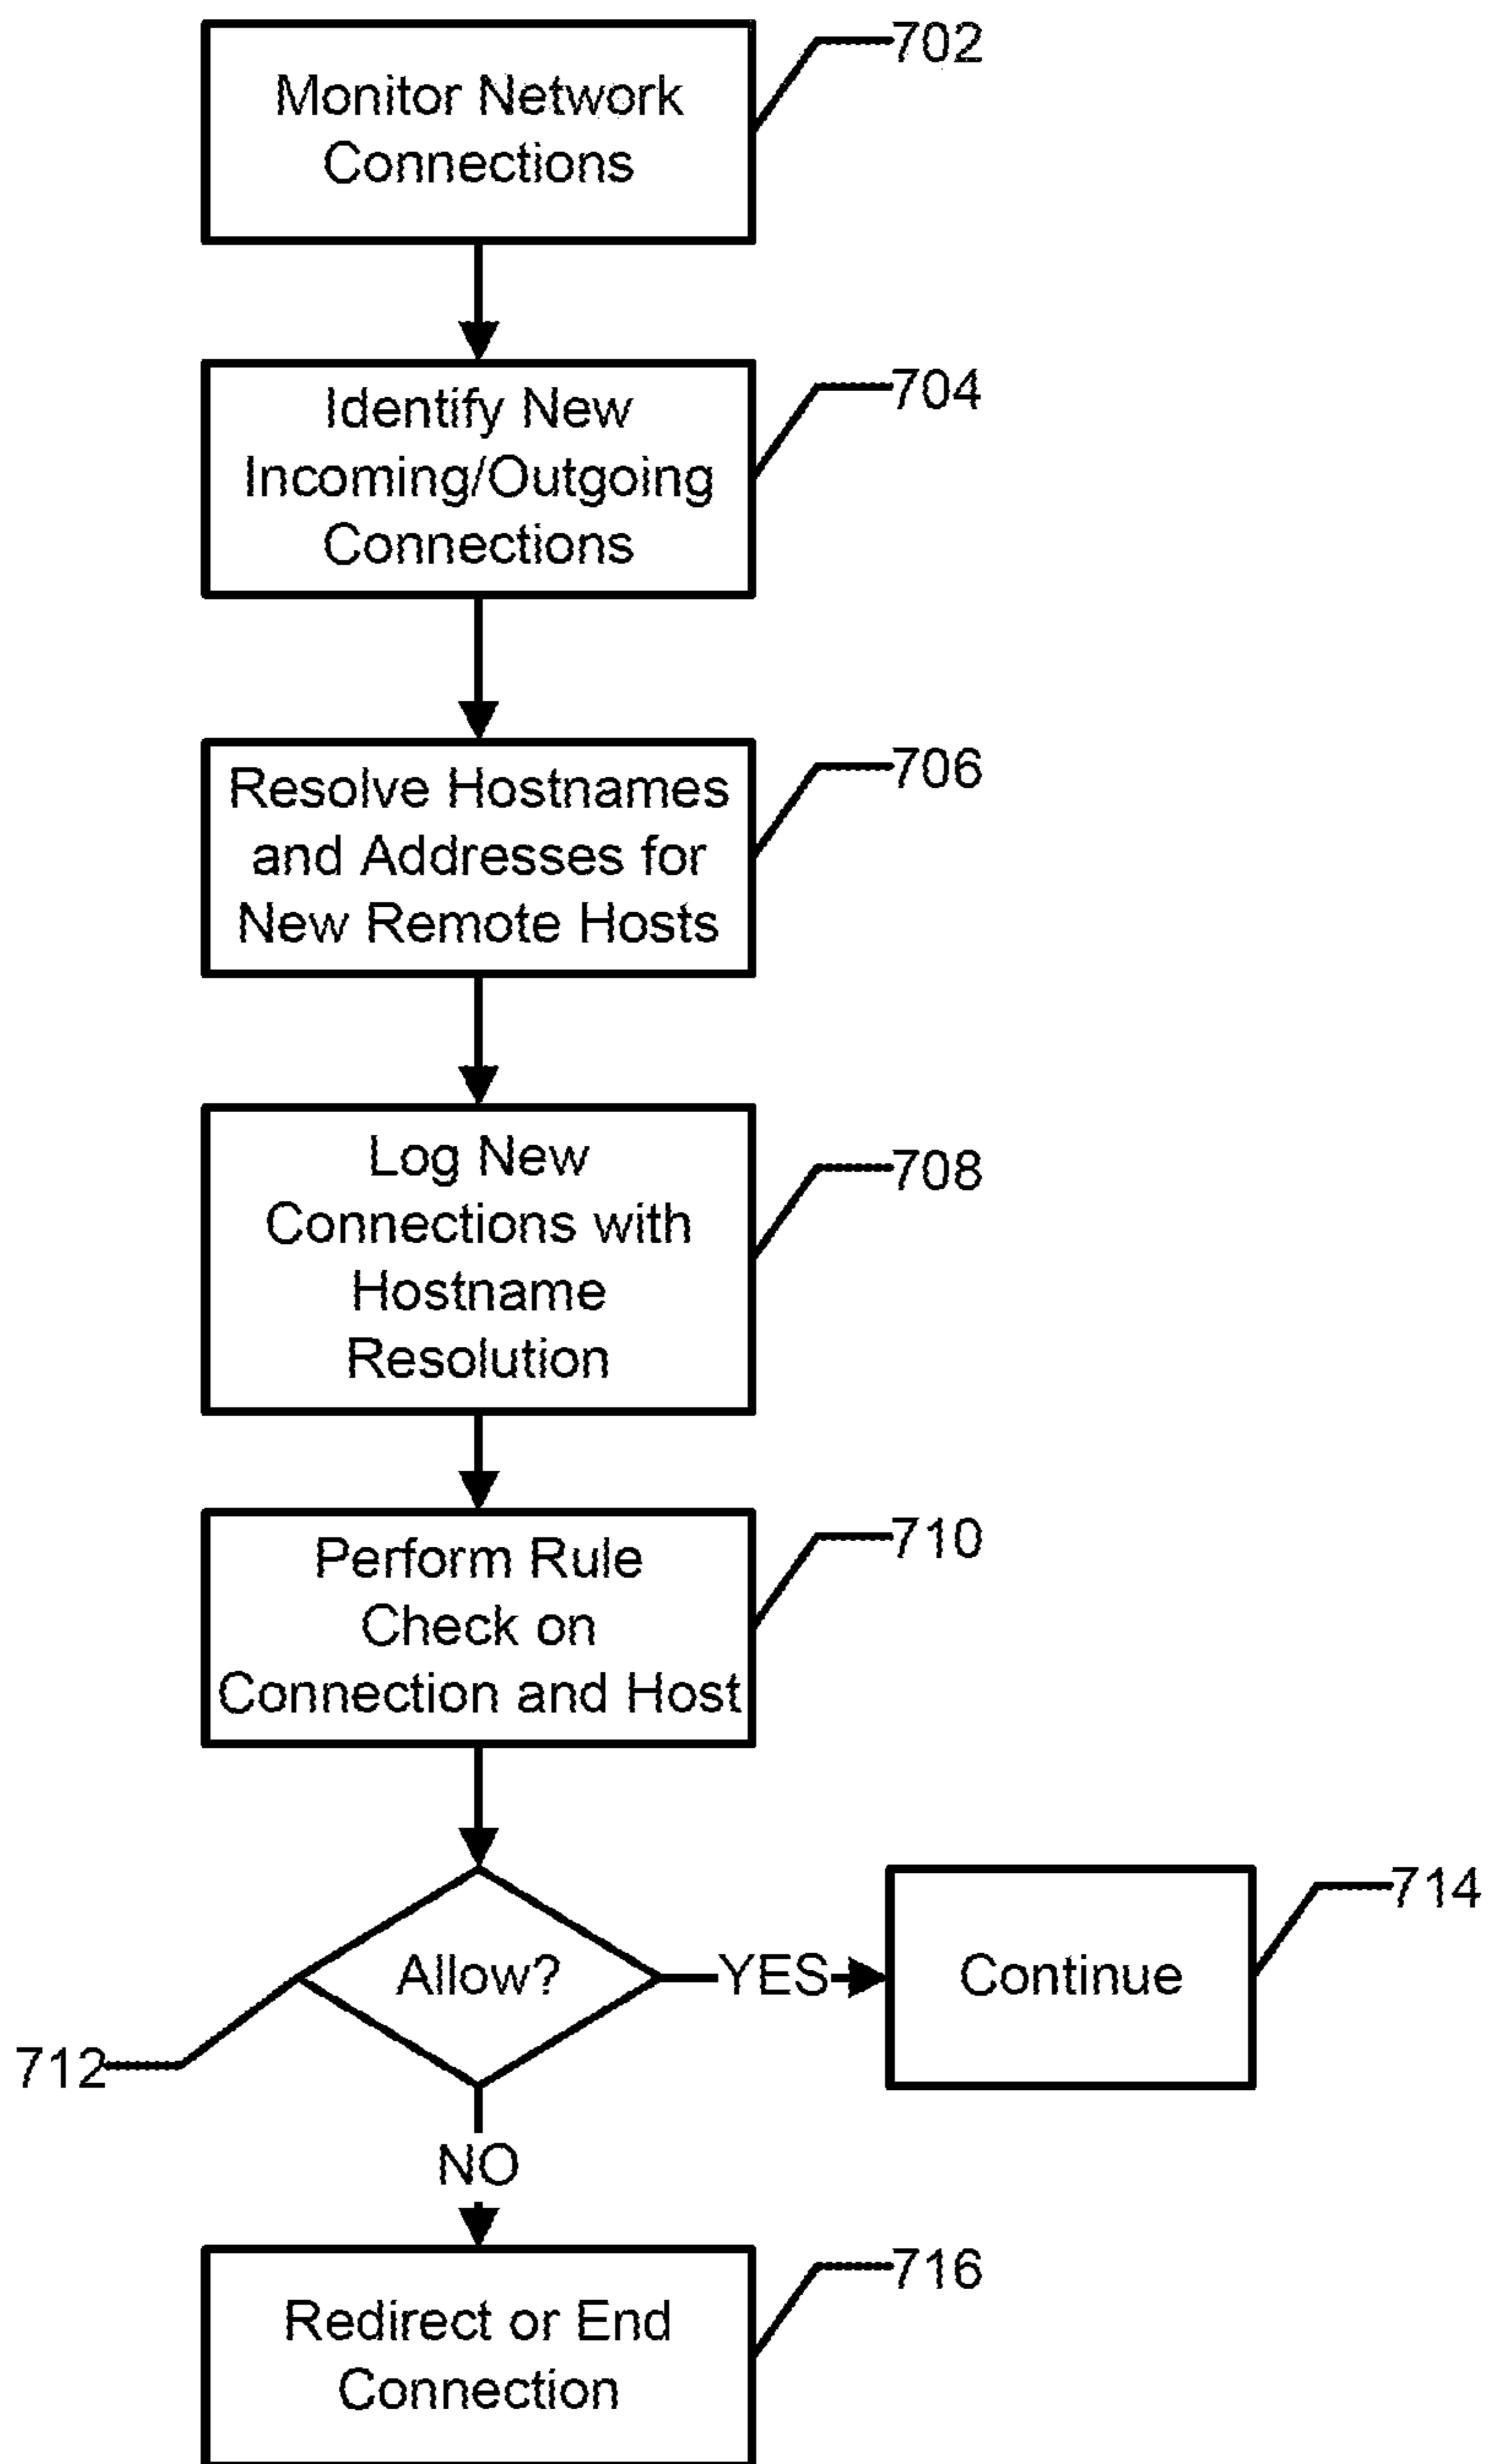 702
Monitor Network
Connections
704
Identify New
Incoming/Outgoing
Connections
706
Resolve Hostnames
and Addresses for
New Remote Hosts
708
Log New
Connections with
Hostname
Resolution
710
Perform Rule
Check on
Connection and Host
714
Allow?
YES
Continue
712
NO
716
Redirect or End
Connection